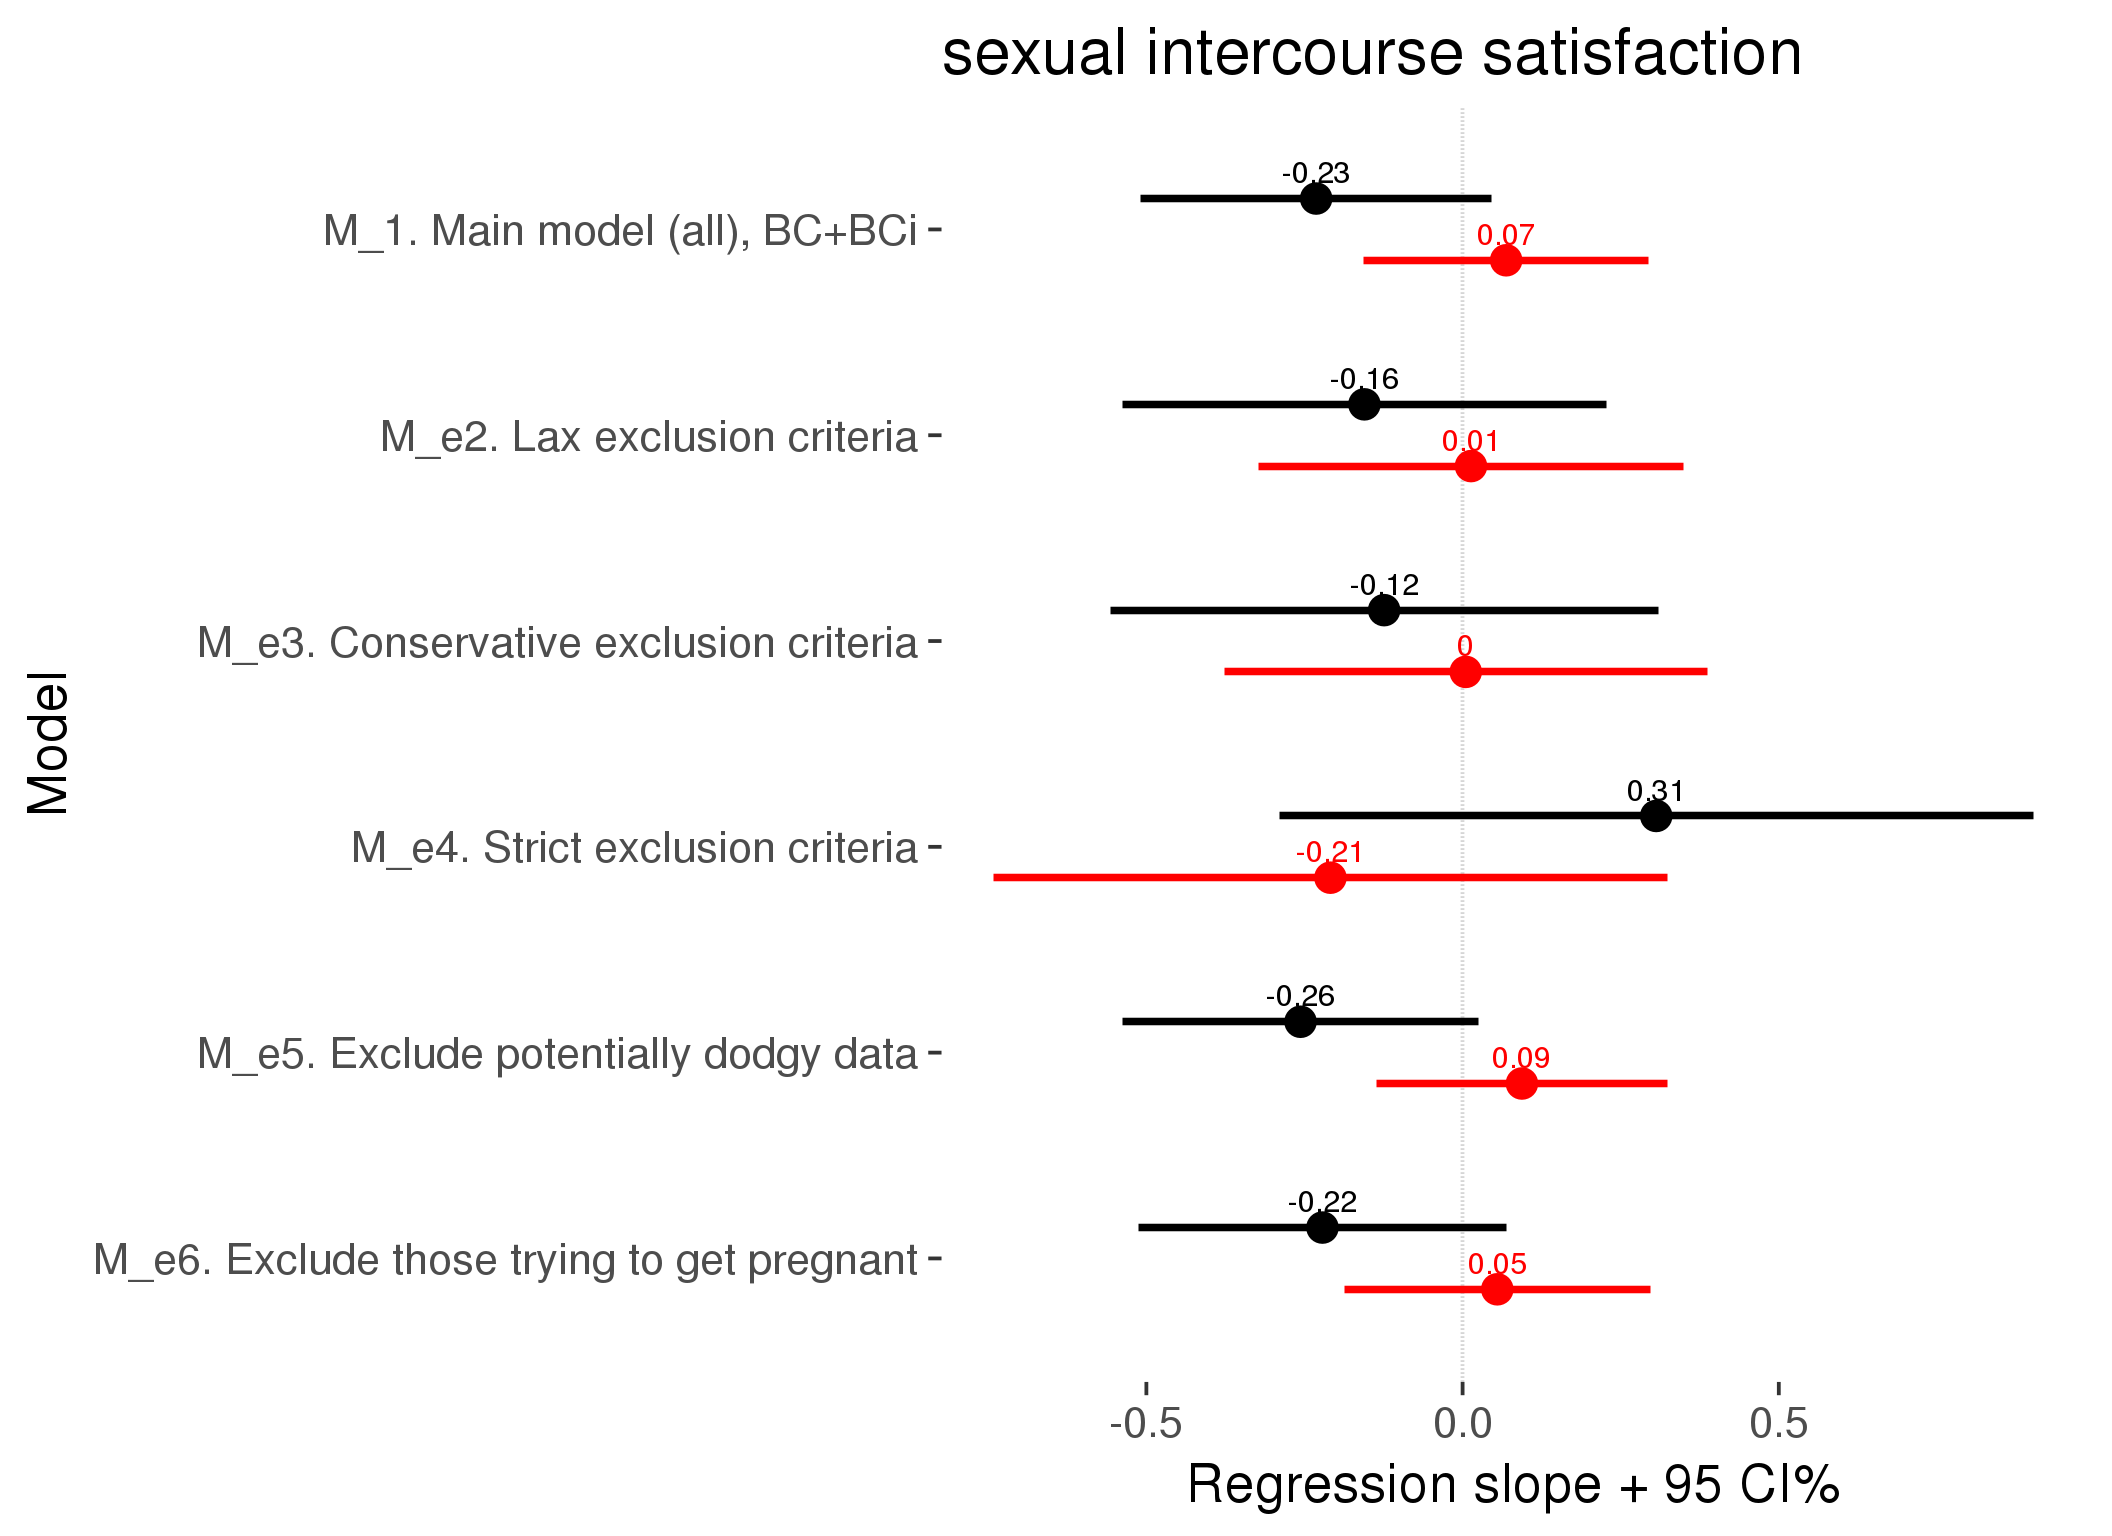 sexual intercourse satisfaction
-0.23
M_1. Main model (all), BC+BCi
0.07
-0.16
M_e2. Lax exclusion criteria
0.01
-0.12
M_e3. Conservative exclusion criteria
0
Model
0.31
M_e4. Strict exclusion criteria
-0.21
-0.26
M_e5. Exclude potentially dodgy data
0.09
-0.22
M_e6. Exclude those trying to get pregnant
0.05
-0.5 0.0 0.5
Regression slope + 95 CI%